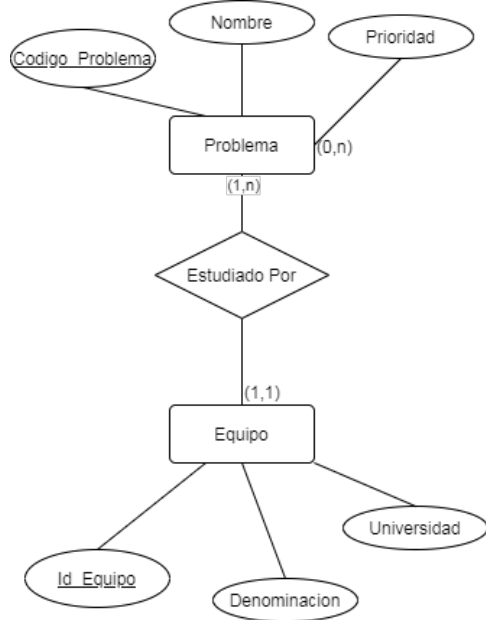 Nombre
Prioridad
Codigo_Problema
Problema
(0,n)
(1,n)
Estudiado Por
(1,1)
Equipo
Universidad
Id_Equipo
Denominacion